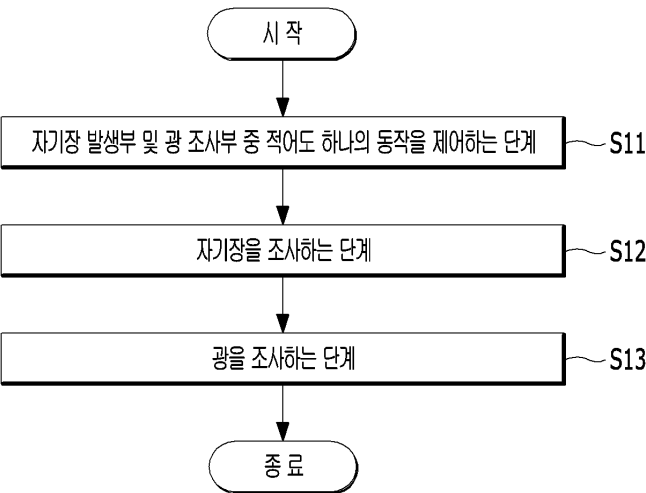 시 작
자기장 발생부 및 광 조사부 중 적어도 하나의 동작을 제어하는 단계
S11
자기장을 조사하는 단계
S12
광을 조사하는 단계
S13
종 료